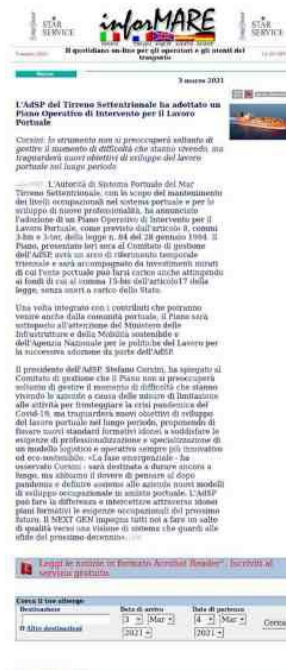 STAR
SERVICE
inforMARE
STAR
SERVICE
Il quotidiano on-line per gli operatori e gli utenti del
trasporto
3 marzo 2021
L'AdSP del Tirreno Settentrionale ha adottato un
Piano Operativo di Intervento per il Lavoro
Portuale
Corsini: lo strumento non si preoccuperà soltanto di
gestire il momento di difficoltà che stanno vivendo, ma
traguarderà nuovi obiettivi di sviluppo del lavoro
portuale nel lungo periodo
L'Autorità di Sistema Portuale del Mar
Tirreno Settentrionale, con lo scopo del mantenimento
dei livelli occupazionali nel sistema portuale e per lo
sviluppo di nuove professionalità, ha annunciato
l'adozione di un Piano Operativo di Intervento per il
Lavoro Portuale, come previsto dall'articolo 8, commi
3-bis e 3-ter, della legge n. 84 del 28 gennaio 1994. Il
Piano, presentato ieri sera al Comitato di gestione
dell'AdSP, avrà un arco di riferimento temporale
triennale e sarà accompagnato da investimenti mirati
di cui l'ente portuale può farsi carico anche attingendo
ai fondi di cui al comma 15-bis dell'articolo17 della
legge, senza oneri a carico dello Stato.
Una volta integrato con i contributi che potranno
venire anche dalla comunità portuale, il Piano sarà
sottoposto all'attenzione del Ministero delle
Infrastrutture e della Mobilità sostenibile e
dell'Agenzia Nazionale per le politiche del Lavoro per
la successiva adozione da parte dell'AdSP.
Il presidente dell'AdSP, Stefano Corsini, ha spiegato al
Comitato di gestione che il Piano non si preoccuperà
soltanto di gestire il momento di difficoltà che stanno
vivendo le aziende a causa delle misure di limitazione
alle attività per fronteggiare la crisi pandemica del
Covid-19, ma traguarderà nuovi obiettivi di sviluppo
del lavoro portuale nel lungo periodo, proponendo di
fissare nuovi standard formativi idonei a soddisfare le
esigenze di professionalizzazione e specializzazione di
un modello logistico e operativo sempre più innovativo
ed eco-sostenibile. «La fase emergenziale - ha
osservato Corsini - sarà destinata a durare ancora a
lungo, ma abbiamo il dovere di pensare al dopo
pandemia e definire assieme alle aziende nuovi modelli
di sviluppo occupazionale in ambito portuale. L'AdSP
può fare la differenza e intercettare attraverso idonei
piani formativi le esigenze occupazionali del prossimo
futuro. Il NEXT GEN impegna tutti noi a fare un salto
di qualità verso una visione di sistema che guardi alle
sfide del prossimo decennio».
Leggi le notizie in formato Acrobat Reader®. Iscriviti al
servizio gratuito.
Cerca il tuo albergo
Destinazione
Data di arrivo
Data di partenza
3 Mar
4 Mar
Altre destinazioni
2021
2021